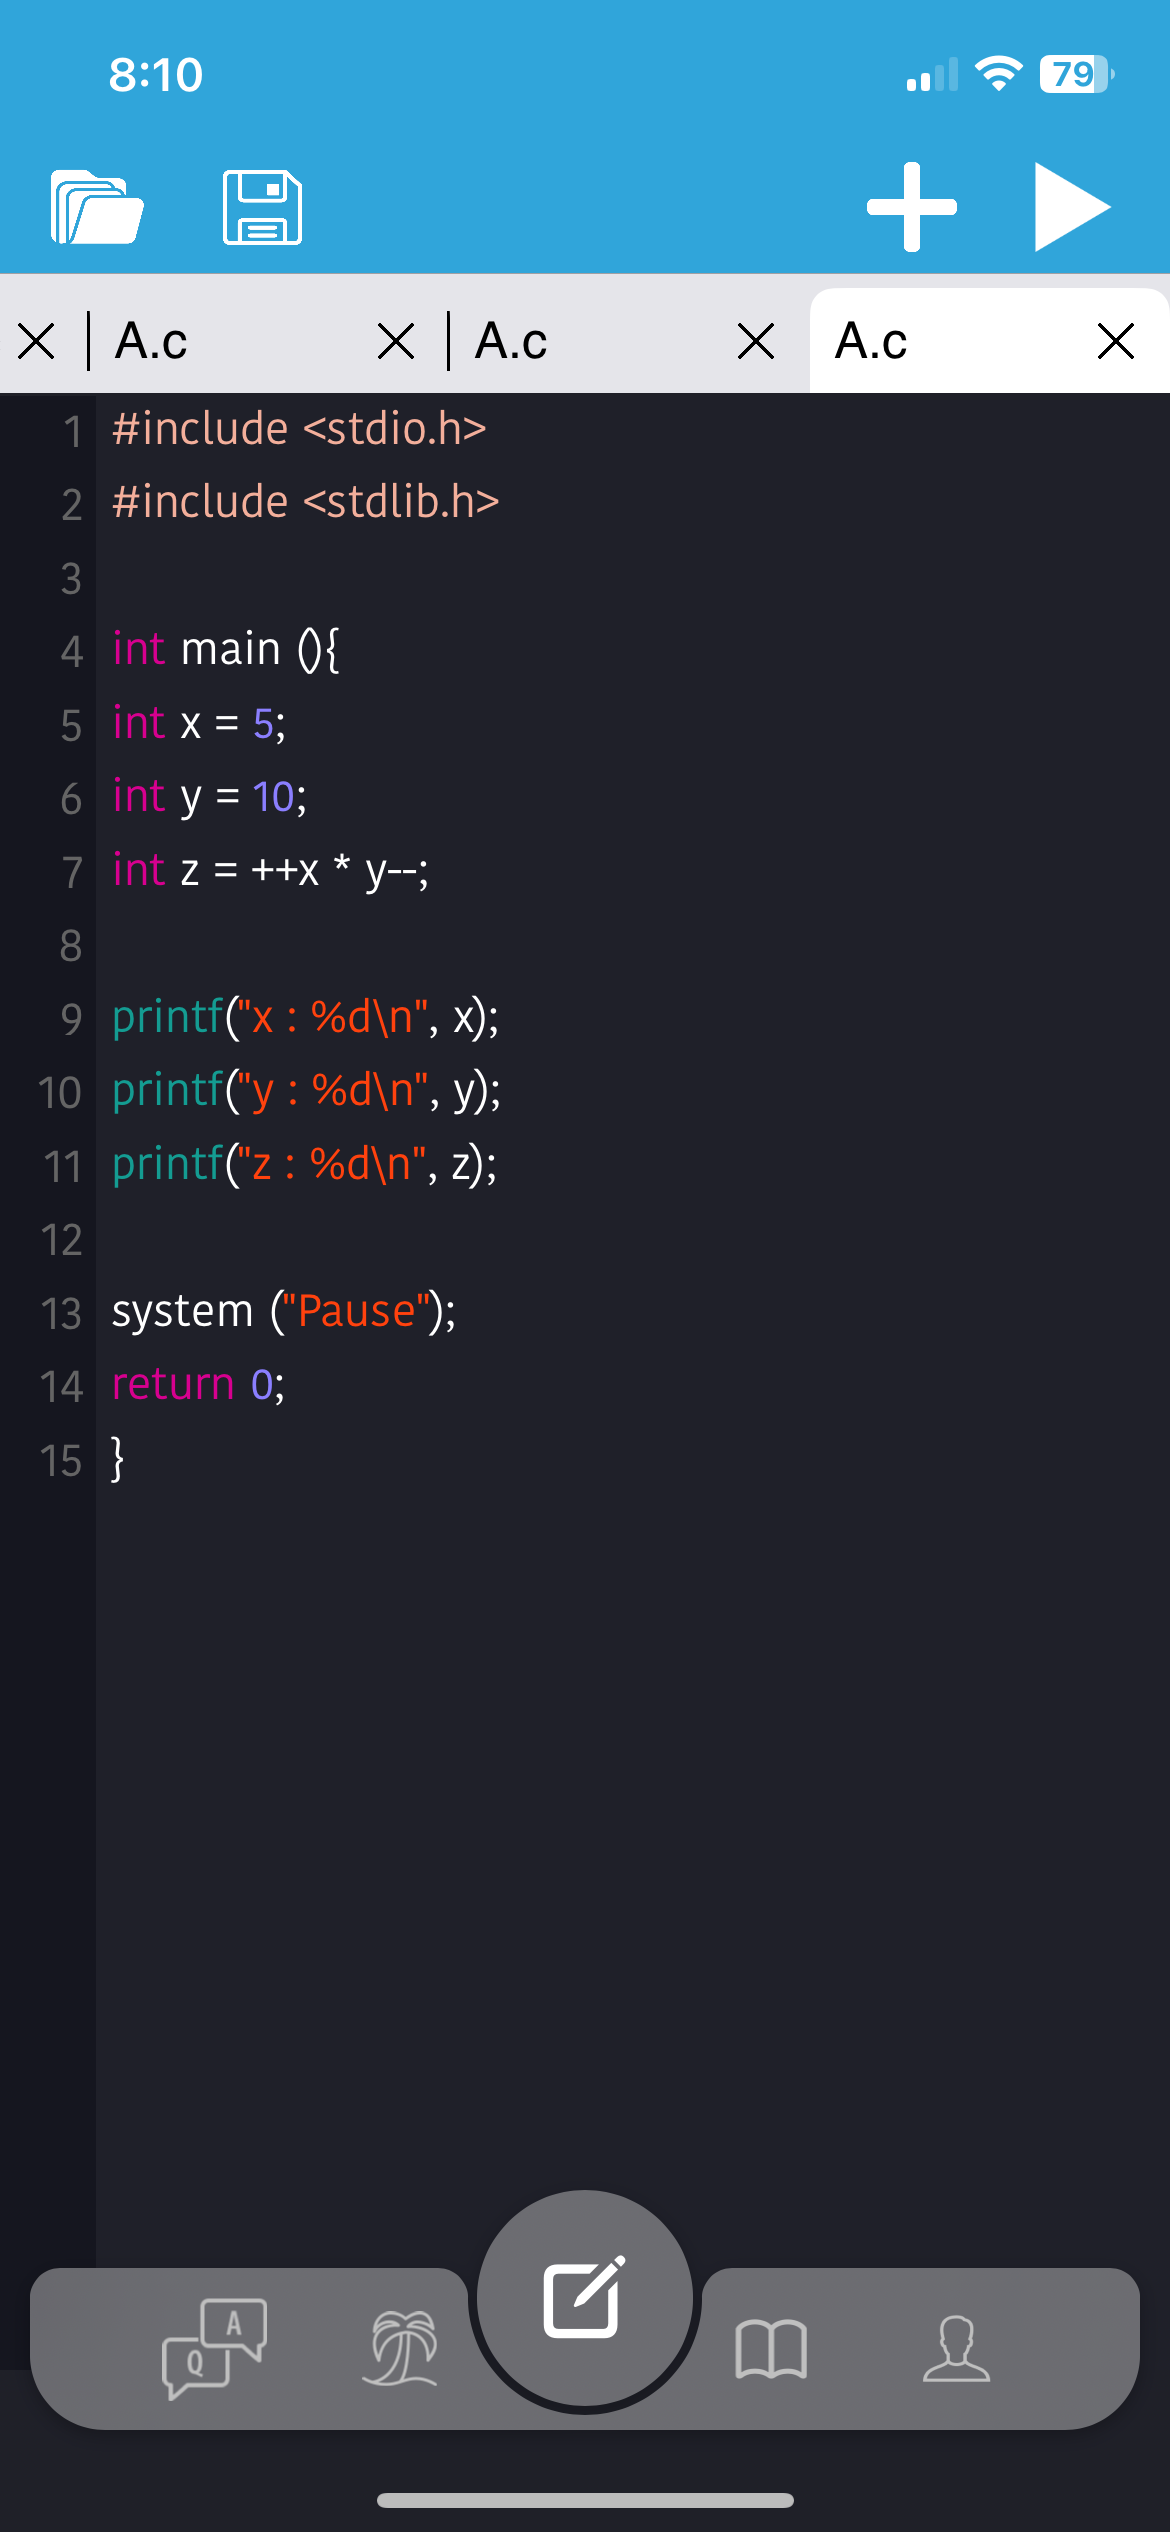 8:10
79
A.c
A.c
A.c
1 #include <stdio.h>
2 #include <stdlib.h>
3
4 int main (){
5 int x = 5;
6 int y = 10;
7 int z = ++x * y--;
8
9 printf("x : %d\n", x);
10 printf("y : %d\n", y);
11 printf("z : %d\n", z);
12
13 system ("Pause");
14 return 0;
15 }
A
Q